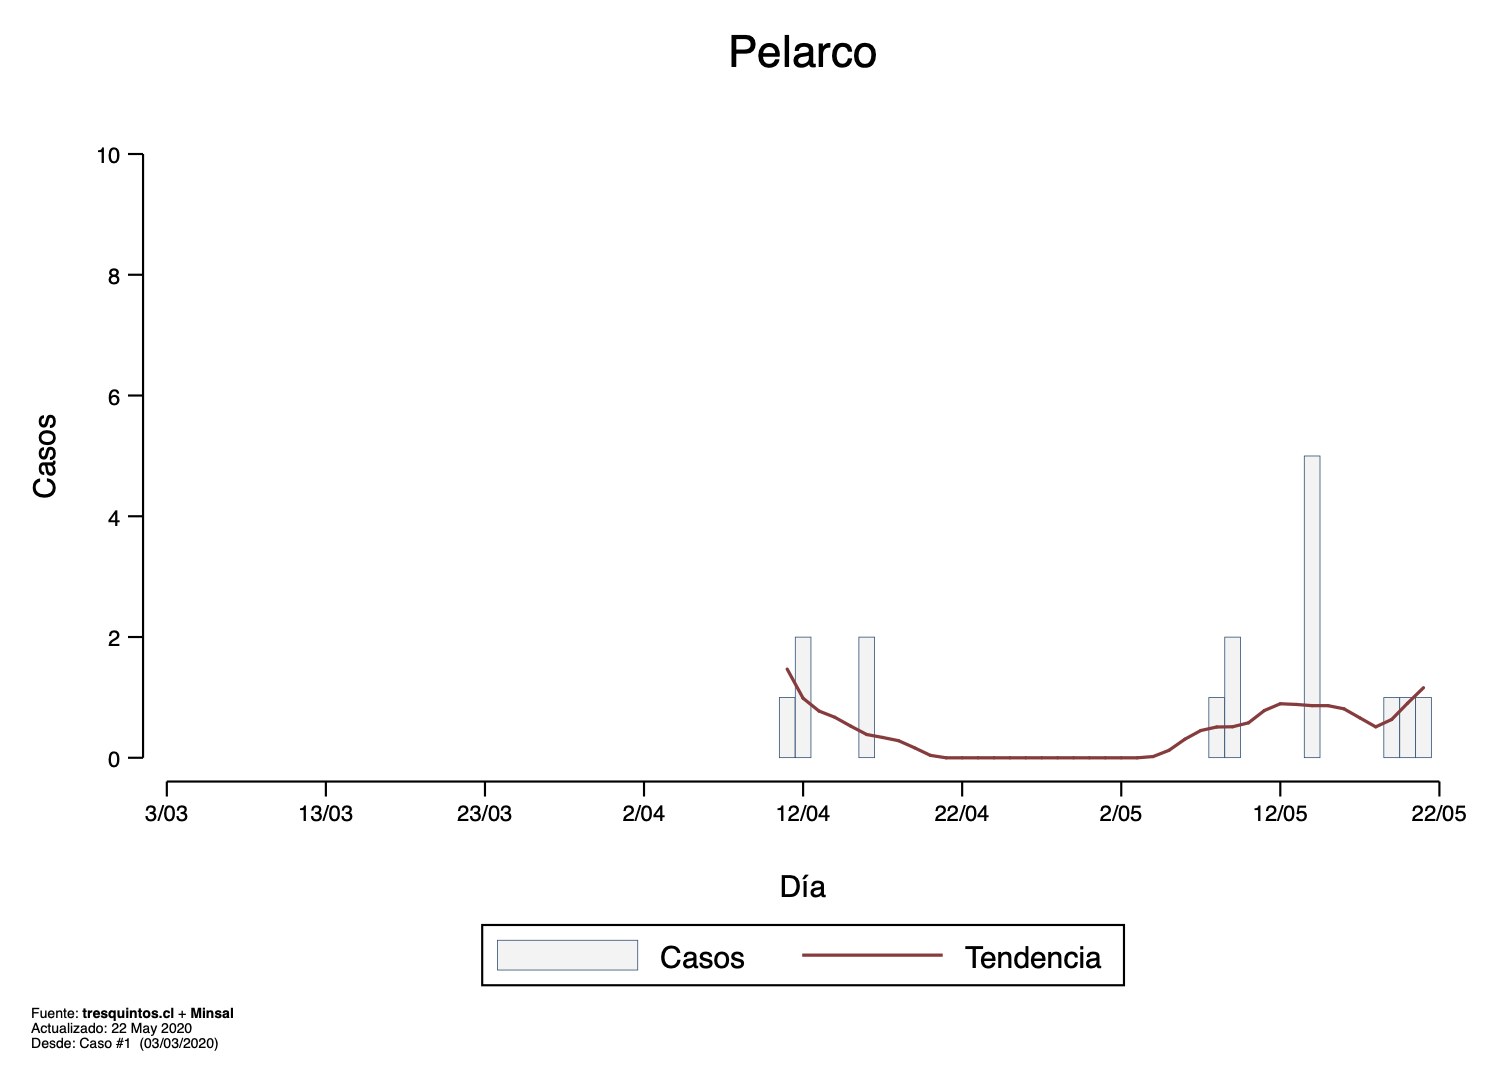 Pelarco
10
8
6
4
2
0
Casos
3/03 13/03 23/03 2/04 12/04 22/04 2/05 12/05 22/05
Día
Casos Tendencia
Fuente: tresquintos.cl + Minsal
Actualizado: 22 May 2020
Desde: Caso #1 (03/03/2020)